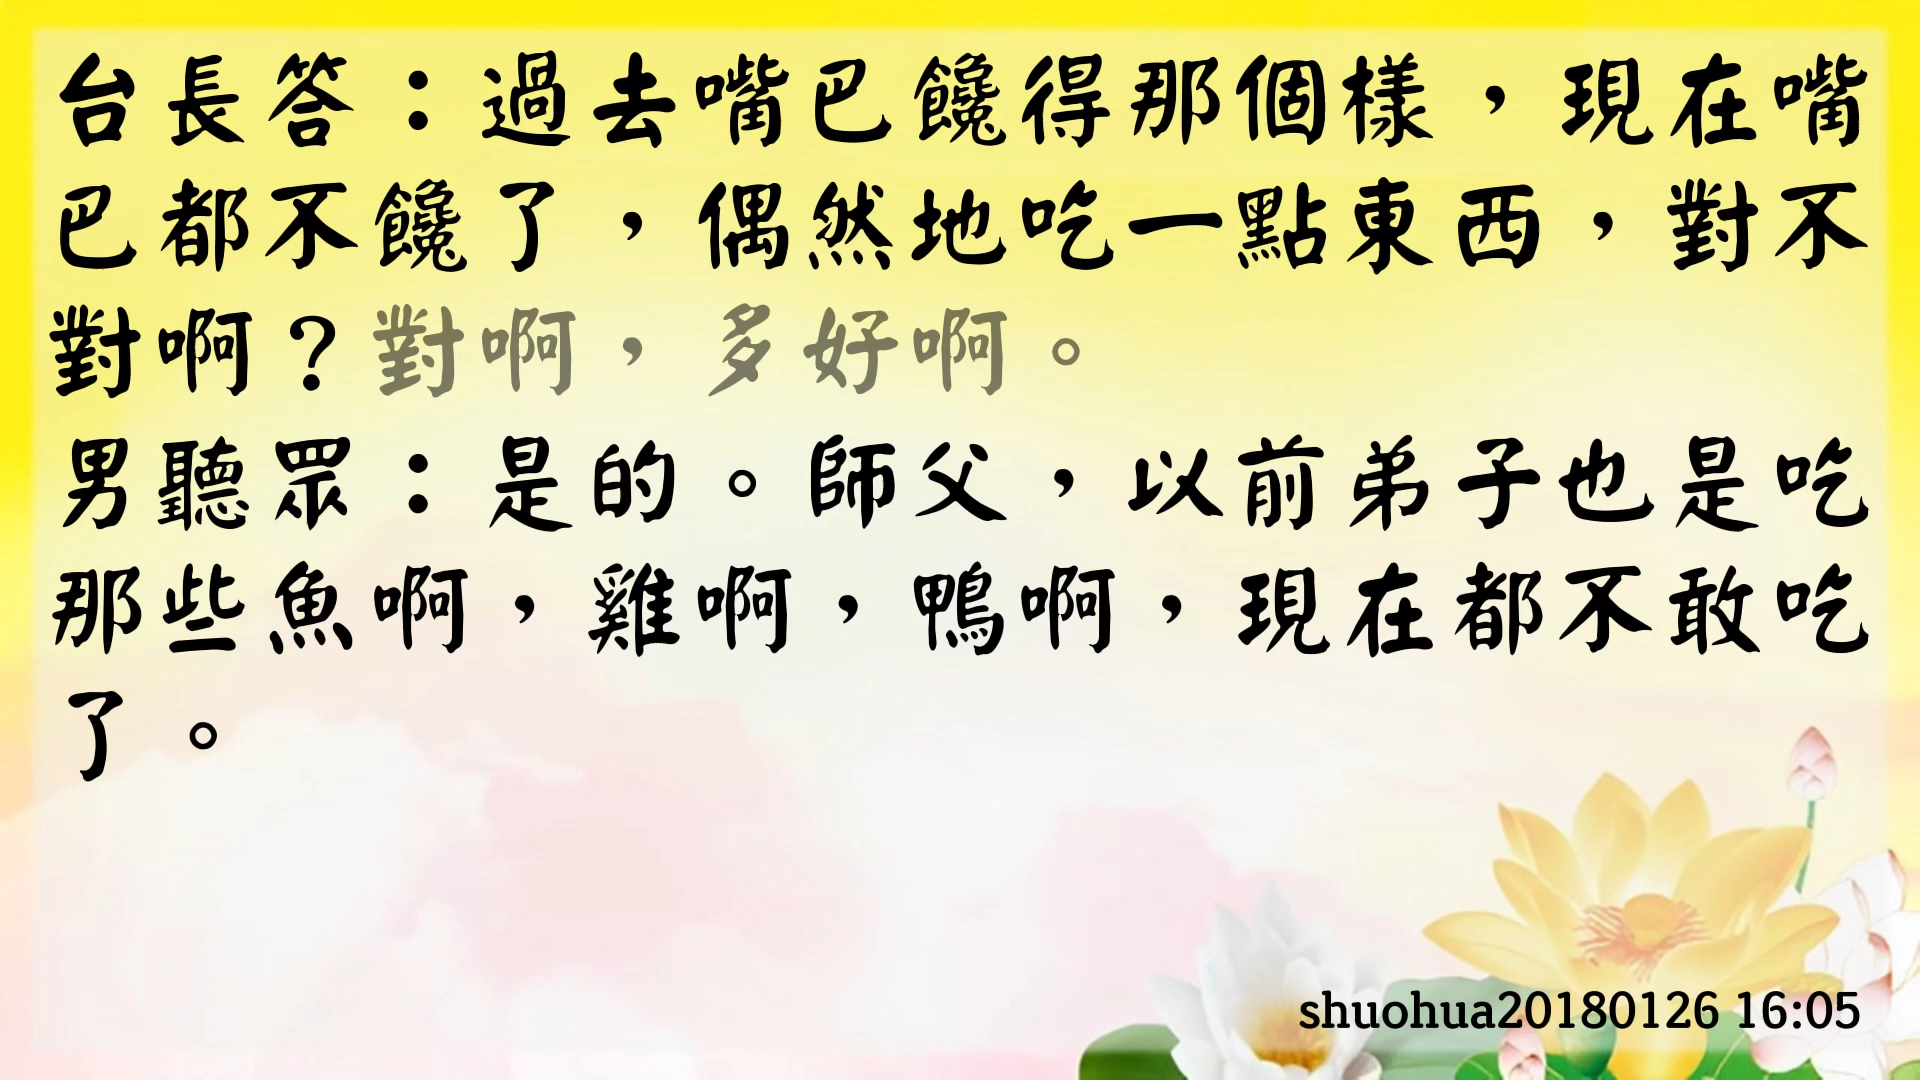 台長答：過去嘴巴饞得那個樣，現在嘴
巴都不饞了，偶然地吃一點東西，對不
對啊？對啊，多好啊。
男聽眾：是的。師父，以前弟子也是吃
那些魚啊，雞啊，鴨啊，現在都不敢吃
了。
shuohua20180126 16:05